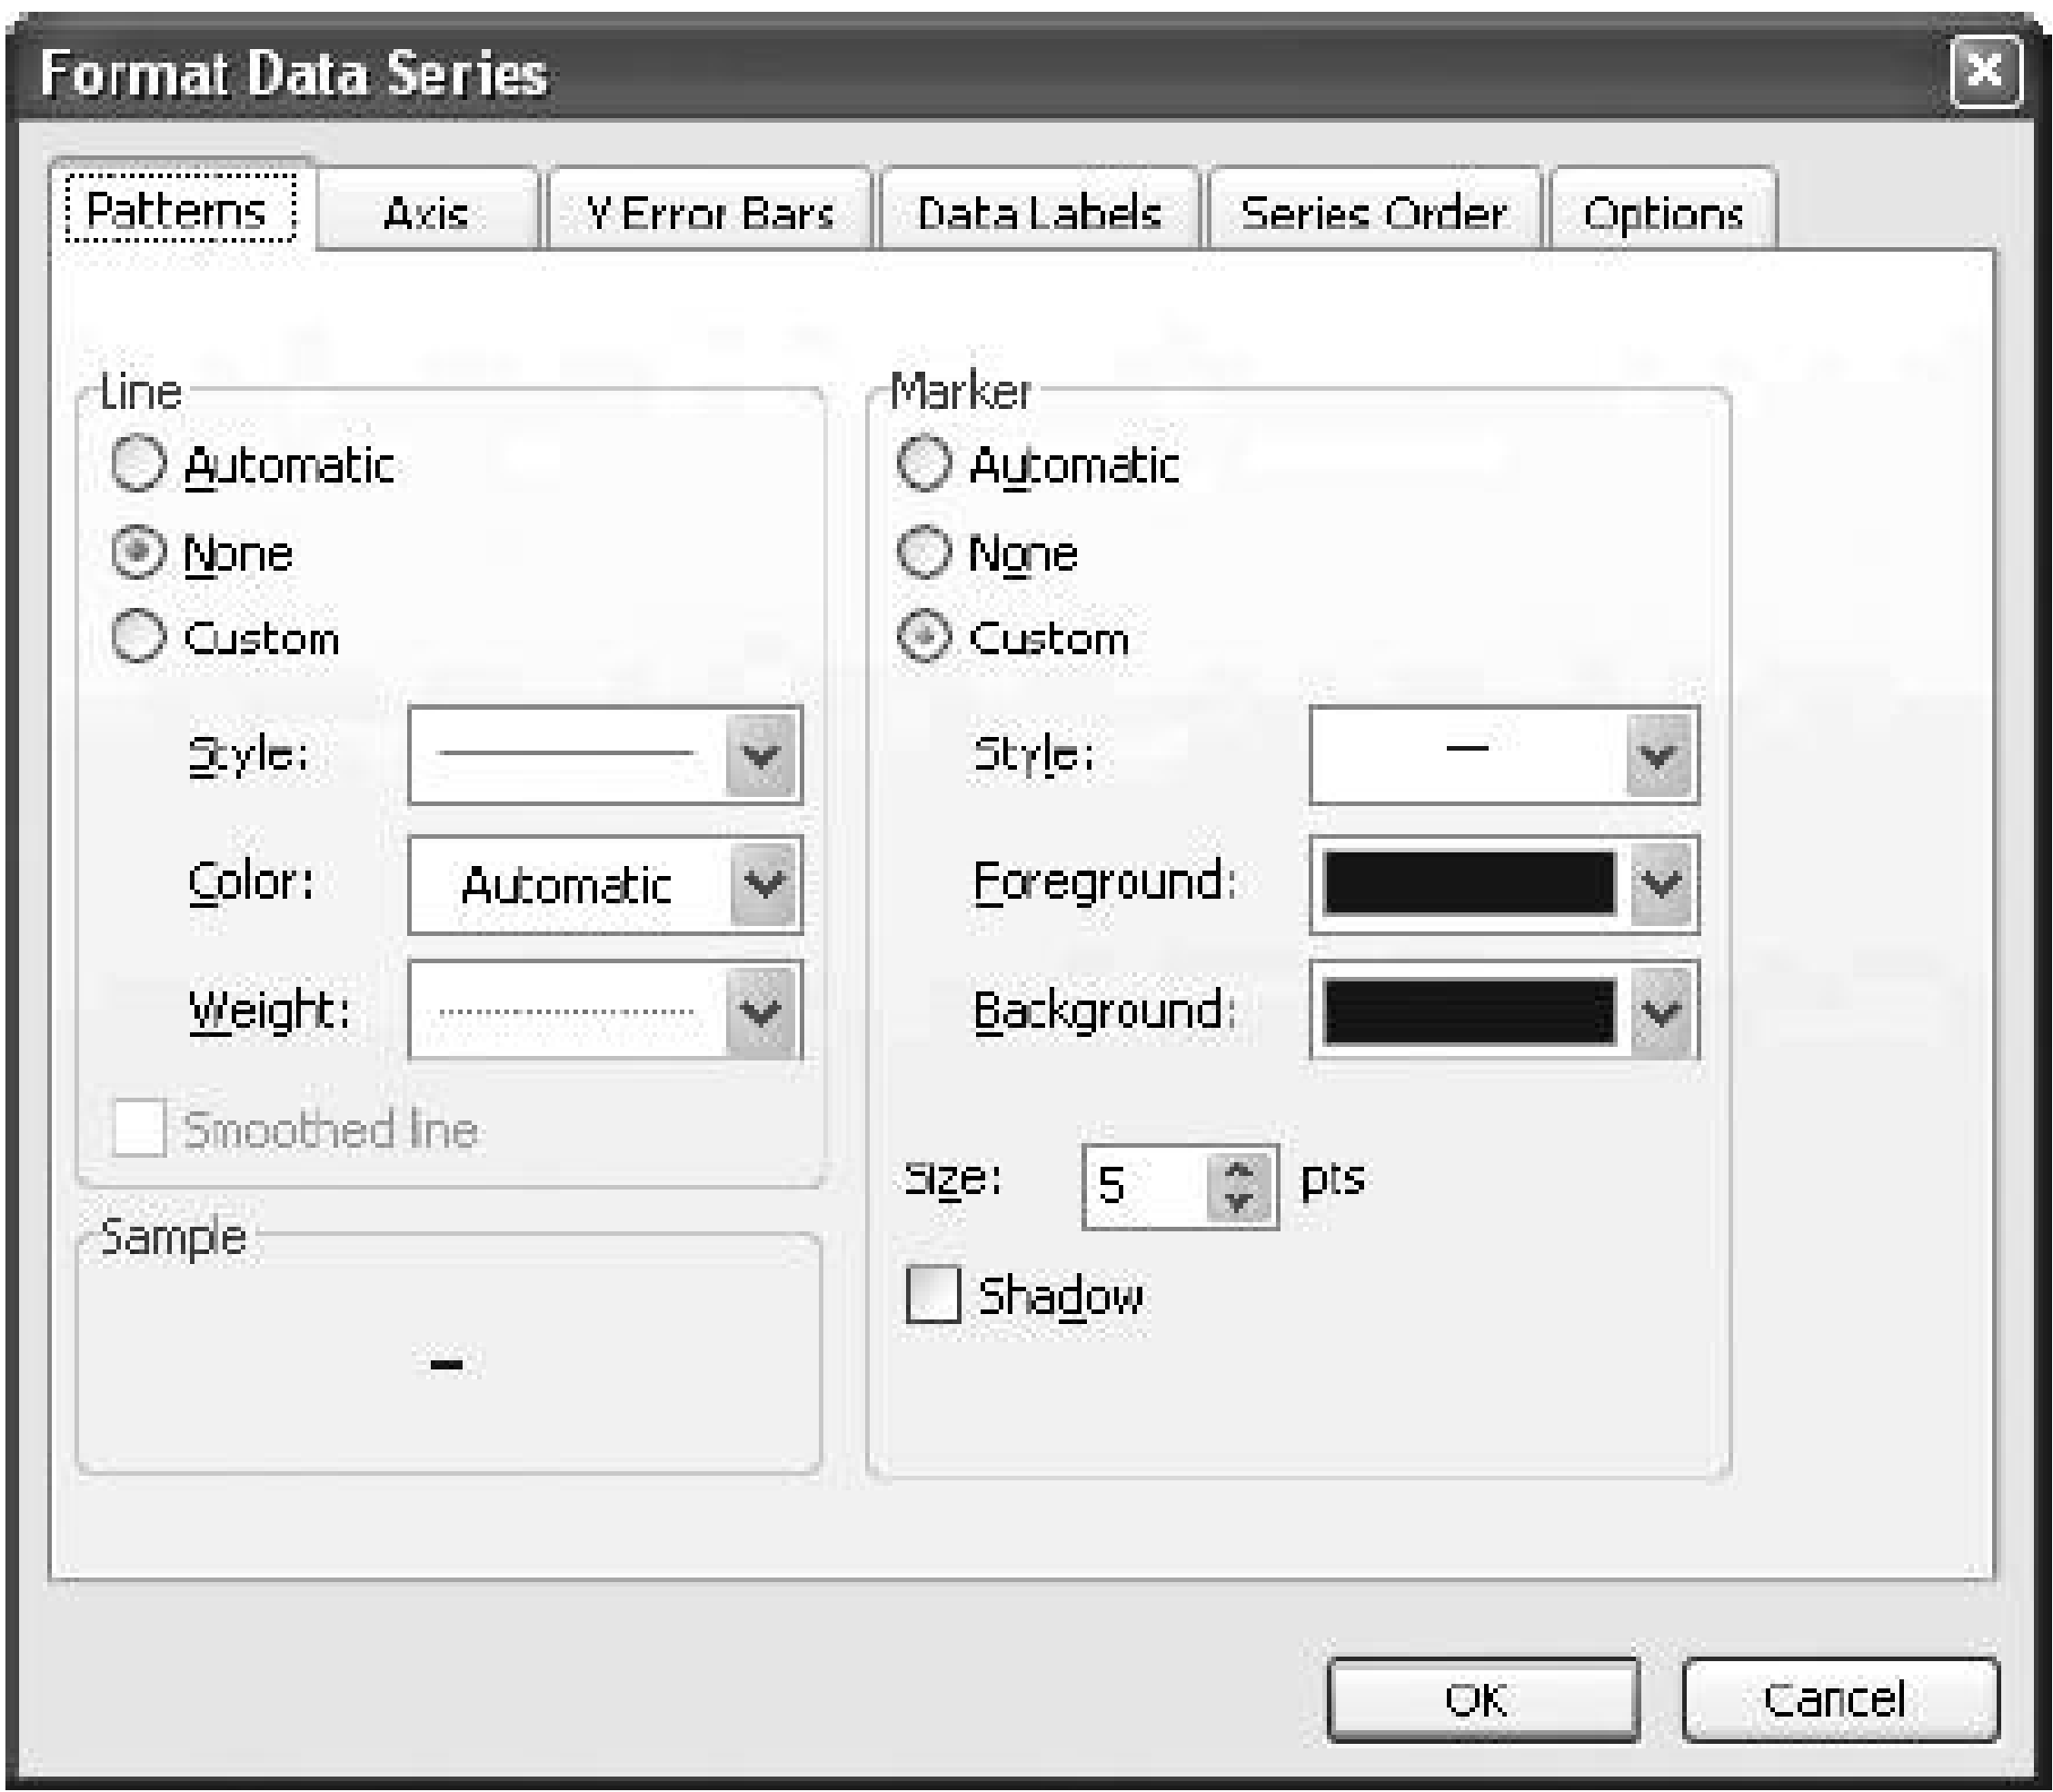 Format Data Series
Patterns Axis Y Error Bars Data Labels Series Order Options
Line
Automatic
None
Custom
Style:
Color: Automatic
Weight:
Smoothed line
Sample
Marker
Automatic
None
Custom
Style:
Foreground:
Background:
Size: 5 pts
Shadow
OK Cancel